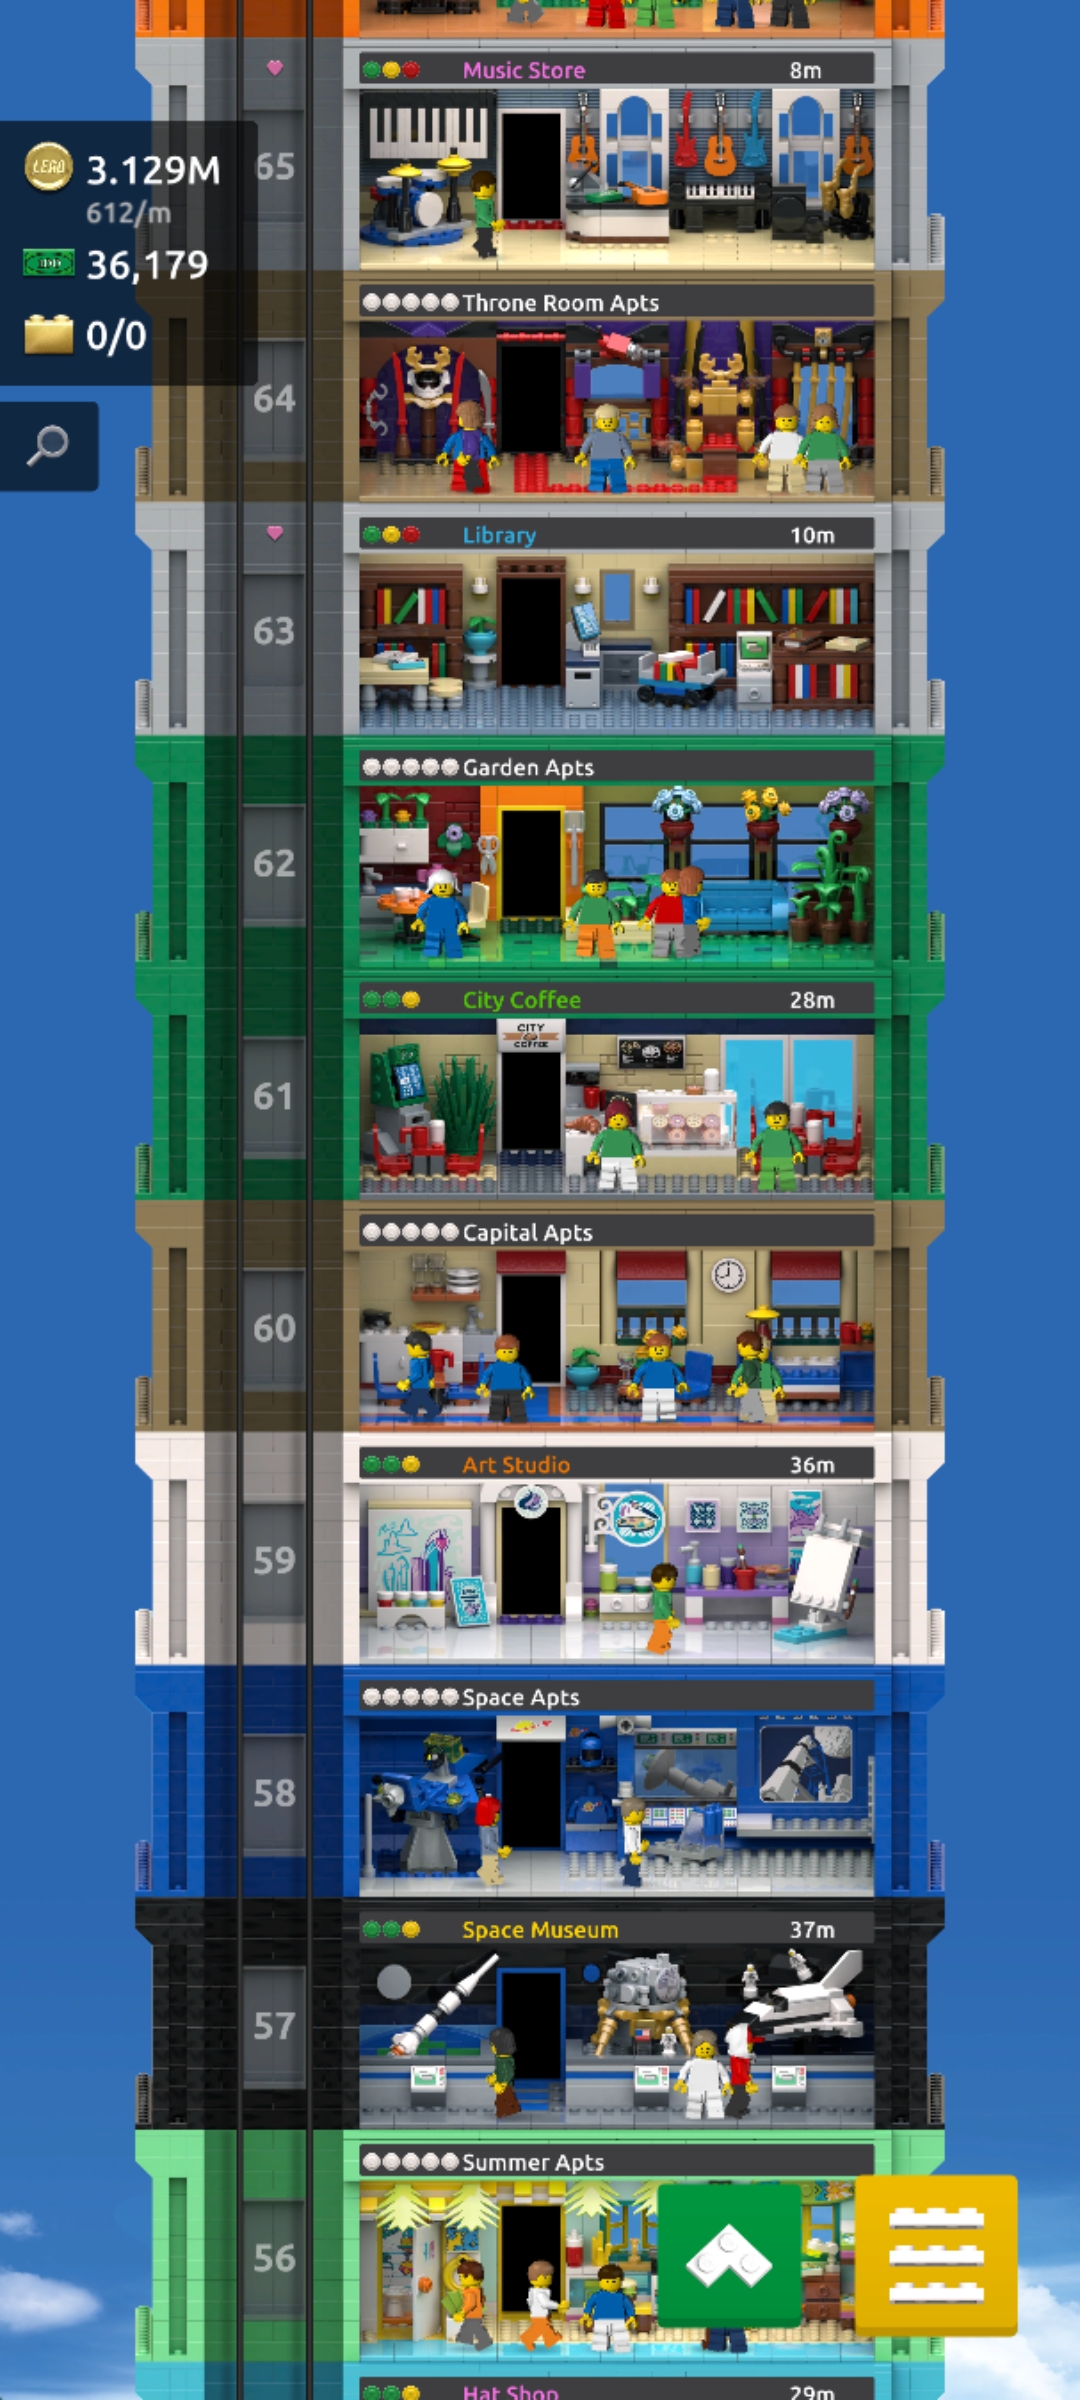 Music Store 8m
65
LEGO 3.129M
612/m
36,179
0/0
Throne Room Apts
64
Library 10m
63
Garden Apts
62
City Coffee 28m
CITY
COFFEE
61
Capital Apts
60
Art Studio 36m
59
Space Apts
58
Space Museum 37m
57
Summer Apts
56
Hat Shop 29m